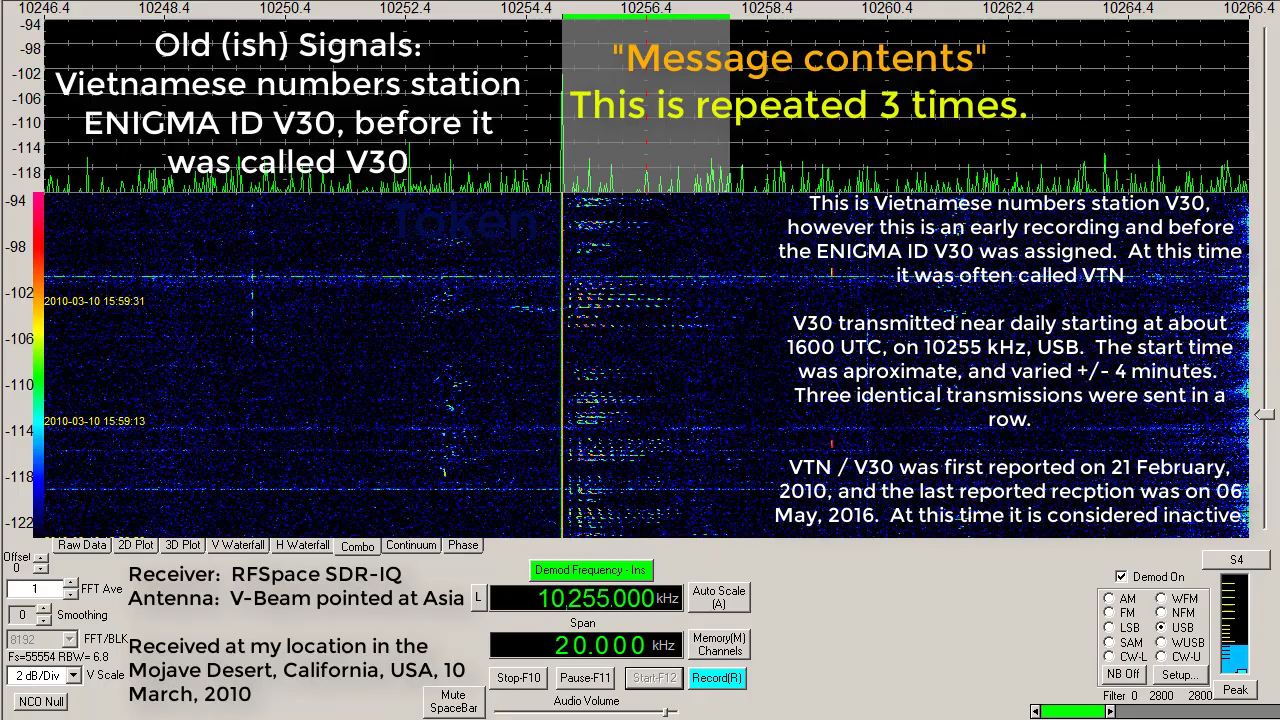 10246.4 10248.4 10250.4 10252.4 10254.4 10256.4 10258.4 10260.4 10262.4 10264.4 10266.4
-94
-98
-102
-106
-110
-114
-118
Old (ish) Signals:
Vietnamese numbers station
ENIGMA ID V30, before it
was called V30
"Message contents"
This is repeated 3 times.
-94
-98
-102
-106
-110
-114
-118
-122
Token
2010-03-10 15:59:31
2010-03-10 15:59:13
This is Vietnamese numbers station V30,
however this is an early recording and before
the ENIGMA ID V30 was assigned.  At this time
it was often called VTN
V30 transmitted near daily starting at about
1600 UTC, on 10255 kHz, USB.  The start time
was aproximate, and varied +/- 4 minutes.
Three identical transmissions were sent in a
row.
VTN / V30 was first reported on 21 February,
2010, and the last reported recption was on 06
May, 2016.  At this time it is considered inactive.
Raw Data 2D Plot 3D Plot V Waterfall H Waterfall Combo Continuum Phase
Offset
0
1 FFT Ave
0 Smoothing
8192 FFT/BLK
Fs=55554 RBW= 6.8
2 dB/Div V Scale
NCO Null
Receiver:  RFSpace SDR-IQ
Antenna:  V-Beam pointed at Asia
Received at my location in the
Mojave Desert, California, USA, 10
March, 2010
Mute
SpaceBar
Demod Frequency - Ins
L 10,255.000 kHz
Span
20.000 kHz
Stop-F10 Pause-F11 Start-F12 Record(R)
Audio Volume
Auto Scale
(A)
Memory(M)
Channels
S4
Demod On
AM WFM
FM NFM
LSB USB
SAM WUSB
CW-L CW-U
NB Off Setup...
Filter 0 2800 2800
Peak